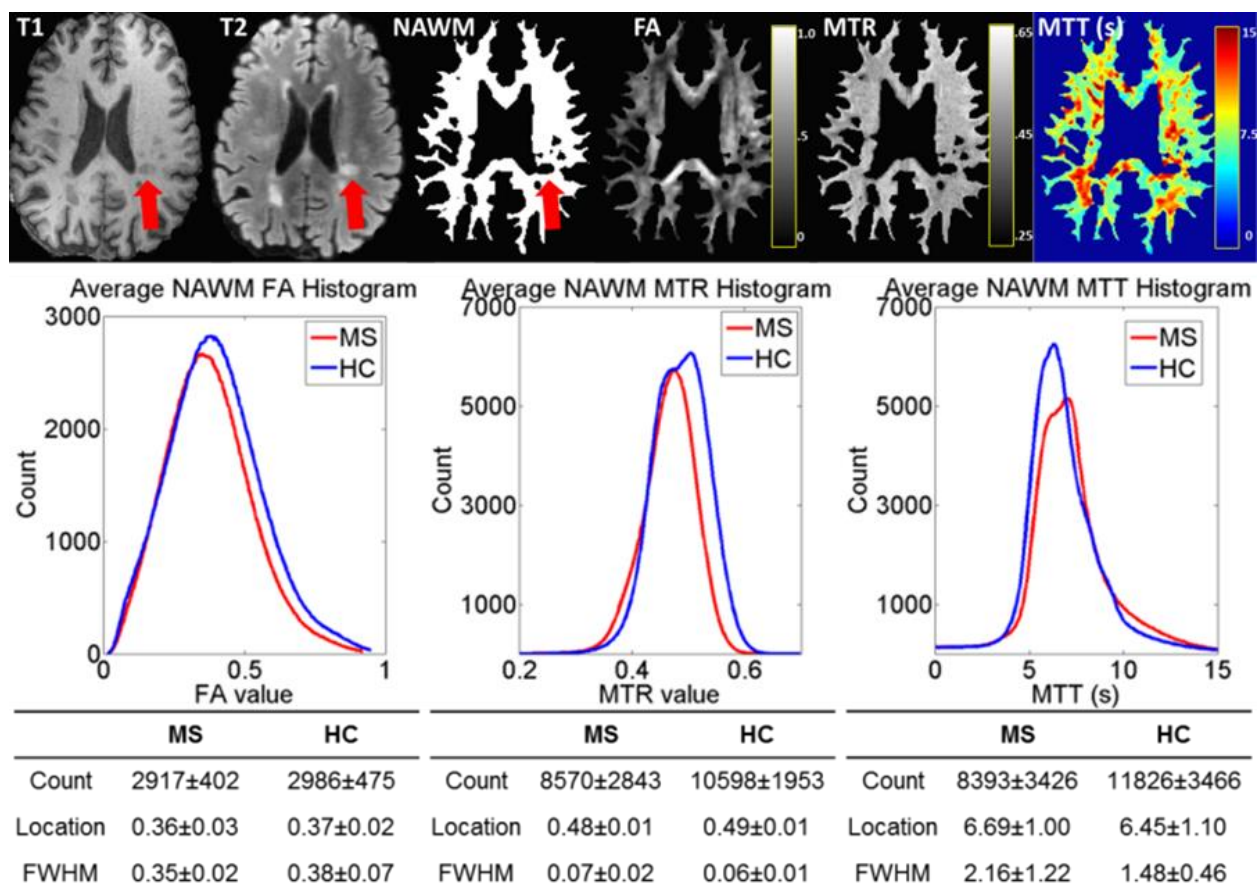 T1 T2 NAWM FA MTR MTT (s)
1.0 .65 15
.5 .45 7.5
0 .25 0
Average NAWM FA Histogram
3000
2000
1000
0
Count
MS
HC
0 0.5 1
FA value
Average NAWM MTR Histogram
7000
5000
3000
1000
Count
MS
HC
0.2 0.4 0.6
MTR value
Average NAWM MTT Histogram
7000
5000
3000
1000
Count
MS
HC
0 5 10 15
MTT (s)
MS HC
Count 2917±402 2986±475
Location 0.36±0.03 0.37±0.02
FWHM 0.35±0.02 0.38±0.07
MS HC
Count 8570±2843 10598±1953
Location 0.48±0.01 0.49±0.01
FWHM 0.07±0.02 0.06±0.01
MS HC
Count 8393±3426 11826±3466
Location 6.69±1.00 6.45±1.10
FWHM 2.16±1.22 1.48±0.46